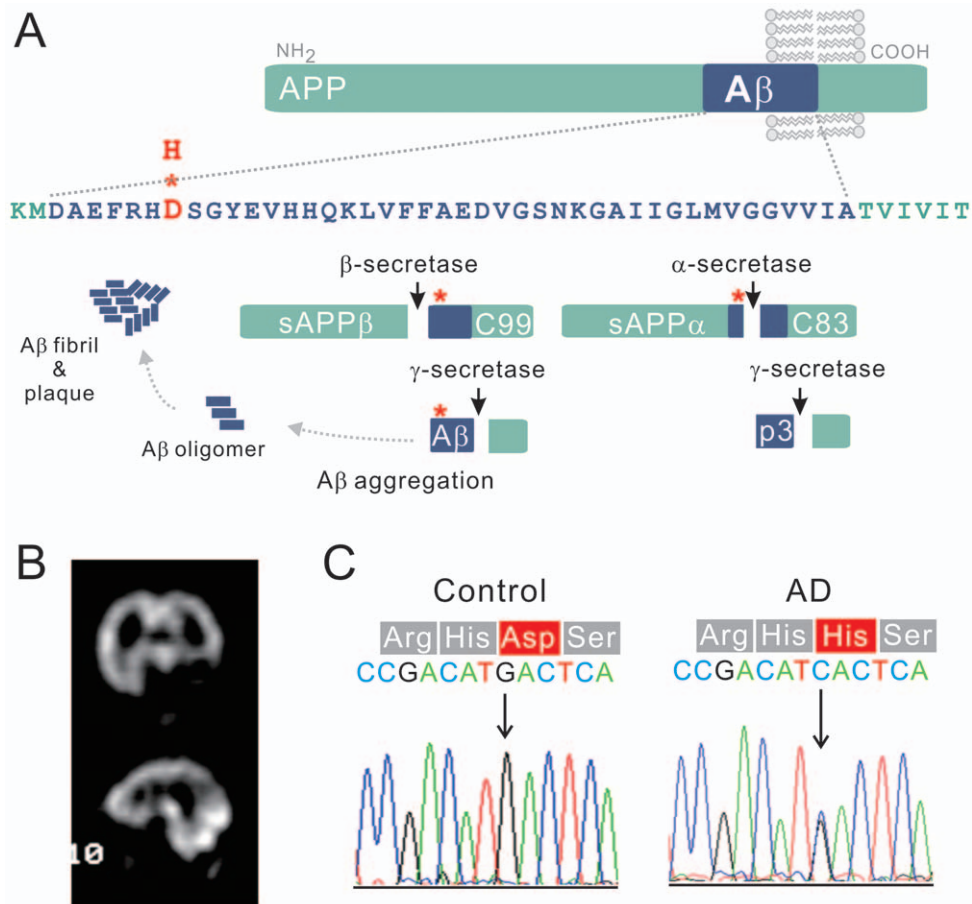 A
NH2
COOH
APP
Aβ
H
*
KMDAEFRHDSGYEVHHQKLVFFAEDVGSNKGAIIGLMVGGVVIATVIVIT
β-secretase
α-secretase
*
*
sAPPβ
C99
sAPPα
C83
Aβ fibril
&
plaque
γ-secretase
γ-secretase
*
Aβ
p3
Aβ oligomer
Aβ aggregation
B
10
C
Control
AD
Arg His Asp Ser
Arg His His Ser
CCGACATGACTCA
CCGACATCACTCA